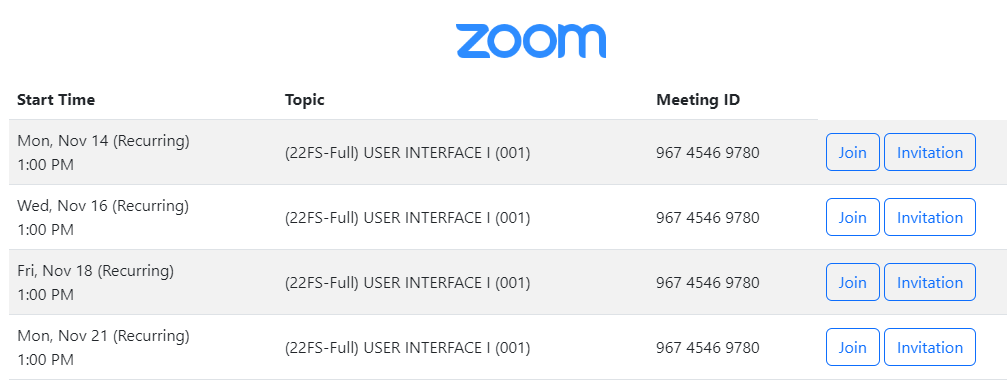 zoom
Start Time Topic Meeting ID
Mon, Nov 14 (Recurring)
1:00 PM
(22FS-Full) USER INTERFACE I (001)
967 4546 9780
Join Invitation
Wed, Nov 16 (Recurring)
1:00 PM
(22FS-Full) USER INTERFACE I (001)
967 4546 9780
Join Invitation
Fri, Nov 18 (Recurring)
1:00 PM
(22FS-Full) USER INTERFACE I (001)
967 4546 9780
Join Invitation
Mon, Nov 21 (Recurring)
1:00 PM
(22FS-Full) USER INTERFACE I (001)
967 4546 9780
Join Invitation